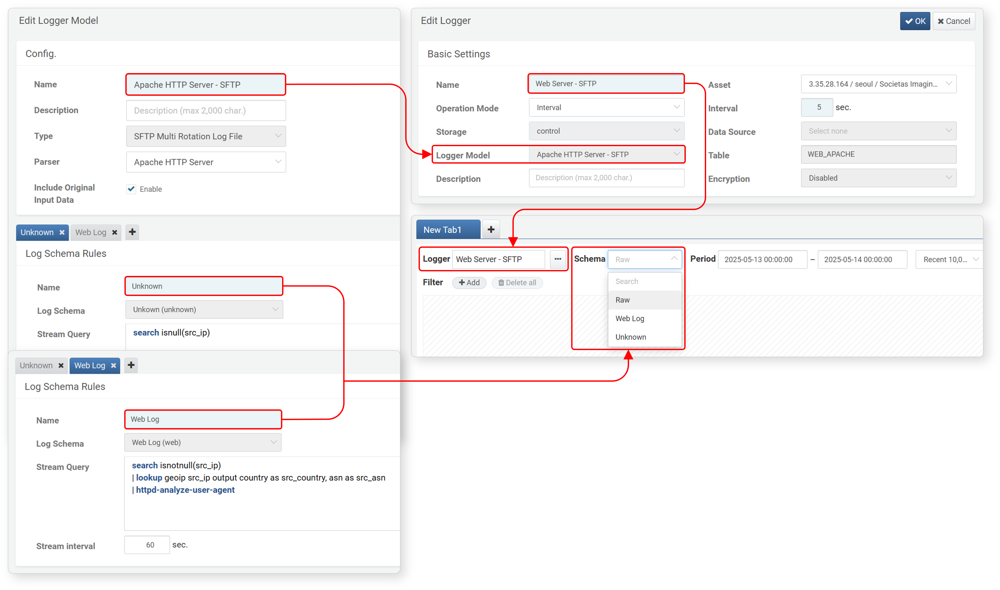 Edit Logger Model
Config.
Name Apache HTTP Server - SFTP
Description Description (max 2,000 char.)
Type SFTP Multi Rotation Log File
Parser Apache HTTP Server
Include Original
Input Data Enable
Unknown Web Log
Log Schema Rules
Name Unknown
Log Schema Unkown (unknown)
Stream Query search isnull(src_ip)
Unknown Web Log
Log Schema Rules
Name Web Log
Log Schema Web Log (web)
Stream Query search isnotnull(src_ip)
| lookup geoip src_ip output country as src_country, asn as src_asn
| httpd-analyze-user-agent
Stream interval 60 sec.
Edit Logger OK Cancel
Basic Settings
Name Web Server - SFTP Asset 3.35.28.164 / seoul / Societas Imagin...
Operation Mode Interval Interval 5 sec.
Storage control Data Source Select none
Logger Model Apache HTTP Server - SFTP Table WEB_APACHE
Description Description (max 2,000 char.) Encryption Disabled
New Tab1
Logger Web Server - SFTP Schema Raw Period 2025-05-13 00:00:00 – 2025-05-14 00:00:00 Recent 10,0...
Filter Add Delete all
Search
Raw
Web Log
Unknown